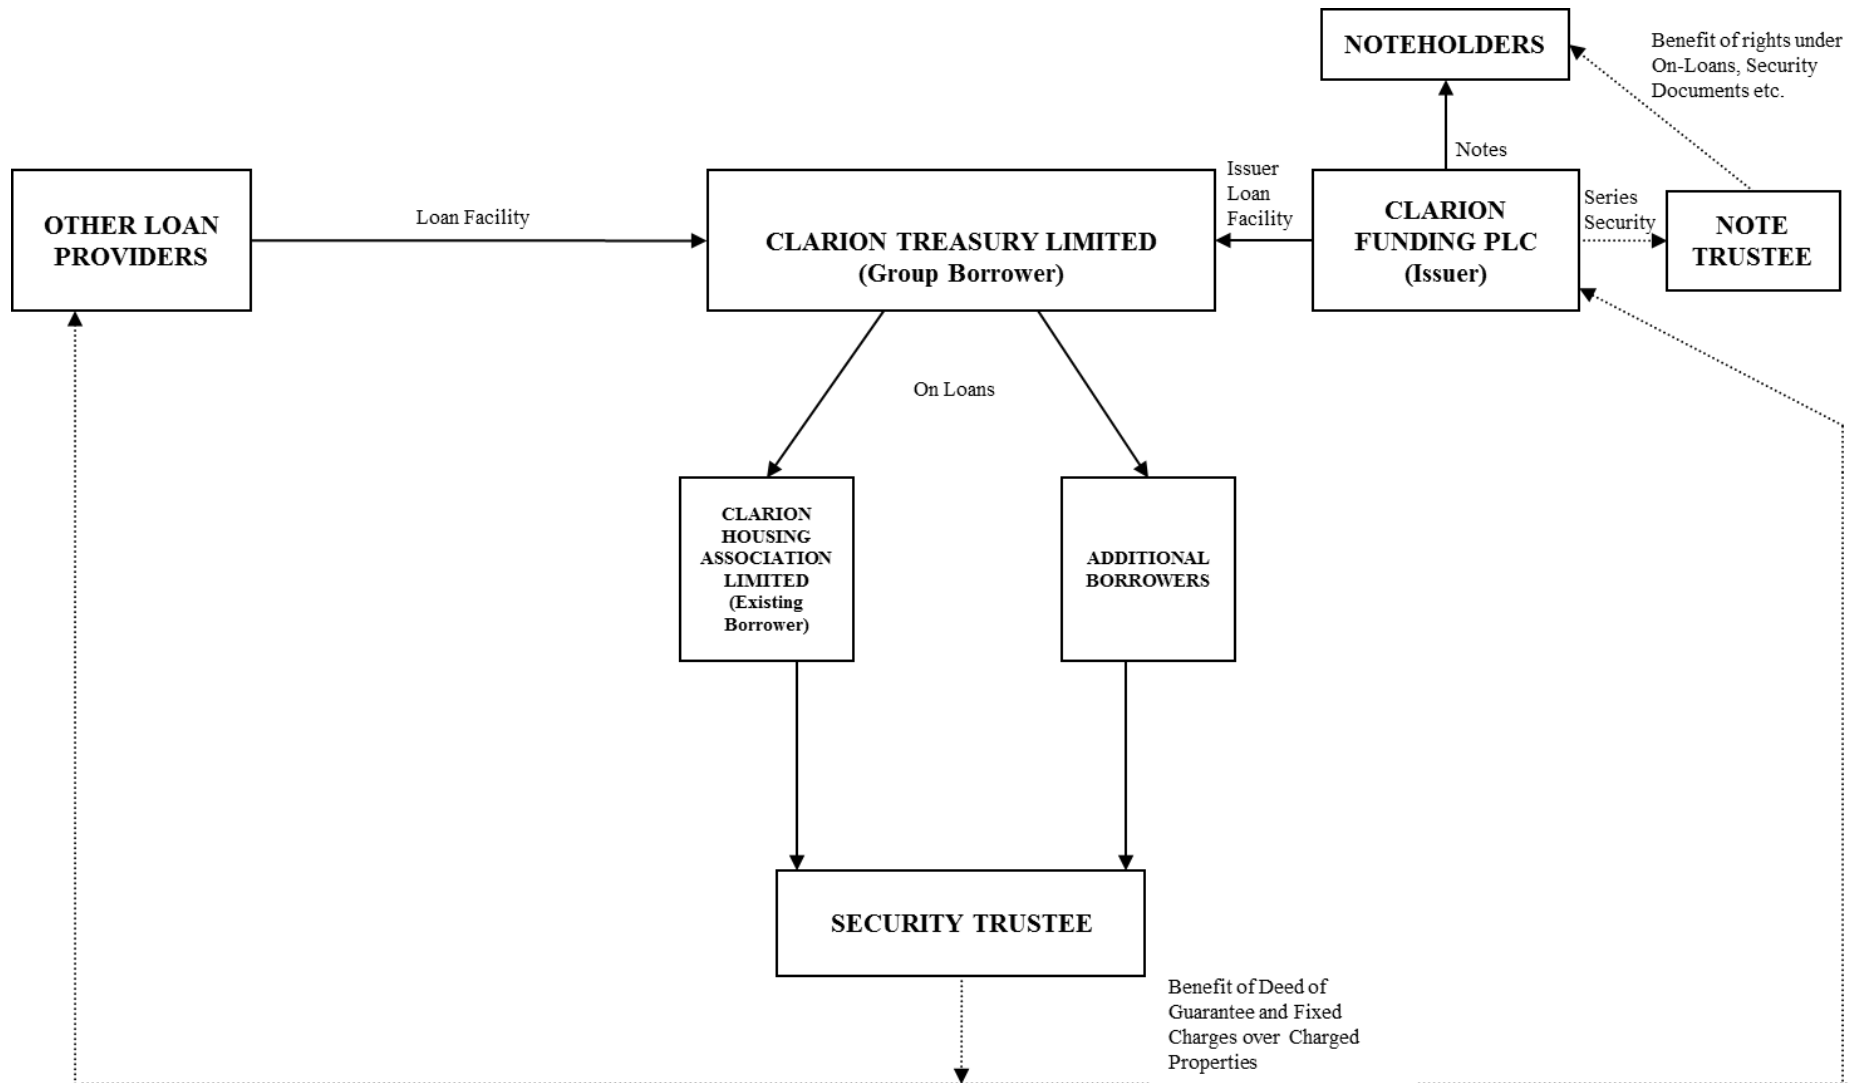 NOTEHOLDERS
Benefit of rights under
On-Loans, Security
Documents etc.
Notes
OTHER LOAN
PROVIDERS
Loan Facility
CLARION TREASURY LIMITED
(Group Borrower)
Issuer
Loan
Facility
CLARION
FUNDING PLC
(Issuer)
Series
Security
NOTE
TRUSTEE
On Loans
CLARION
HOUSING
ASSOCIATION
LIMITED
(Existing
Borrower)
ADDITIONAL
BORROWERS
SECURITY TRUSTEE
Benefit of Deed of
Guarantee and Fixed
Charges over Charged
Properties